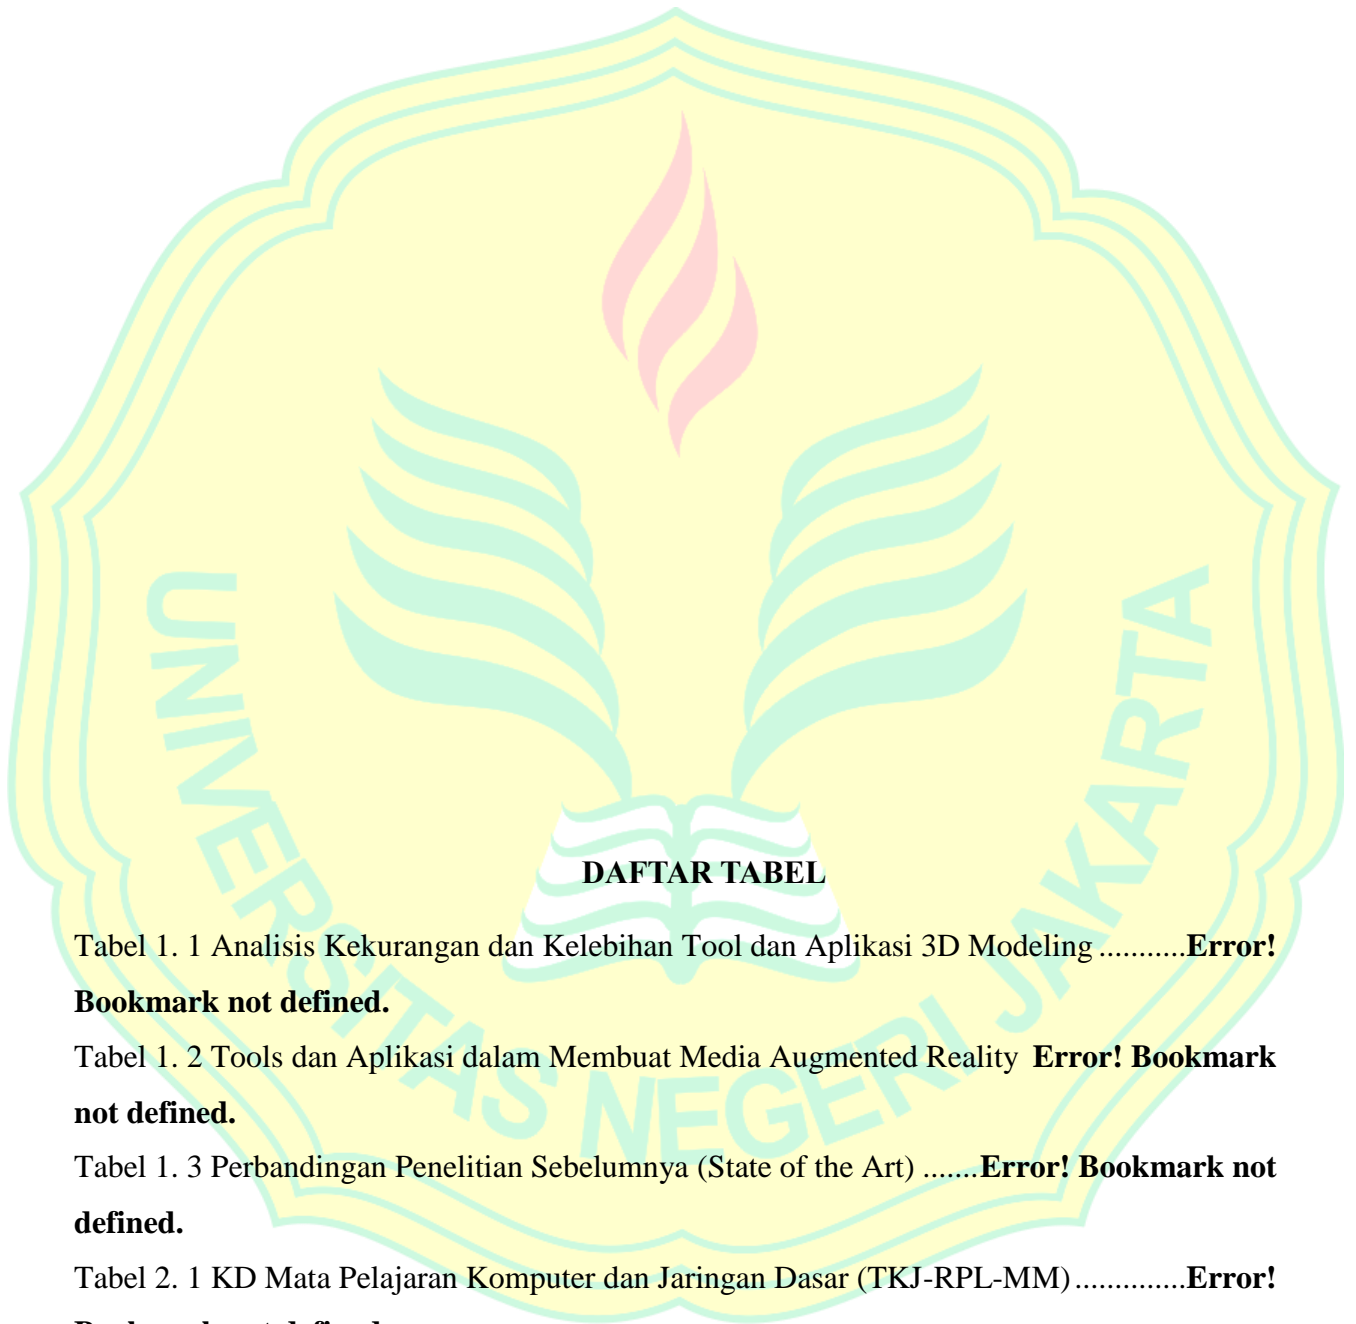 UNIVERSITAS NEGERI JAKARTA
DAFTAR TABEL
Tabel 1. 1 Analisis Kekurangan dan Kelebihan Tool dan Aplikasi 3D Modeling ...........Error!
Bookmark not defined.
Tabel 1. 2 Tools dan Aplikasi dalam Membuat Media Augmented Reality Error! Bookmark
not defined.
Tabel 1. 3 Perbandingan Penelitian Sebelumnya (State of the Art) .......Error! Bookmark not
defined.
Tabel 2. 1 KD Mata Pelajaran Komputer dan Jaringan Dasar (TKJ-RPL-MM)..............Error!